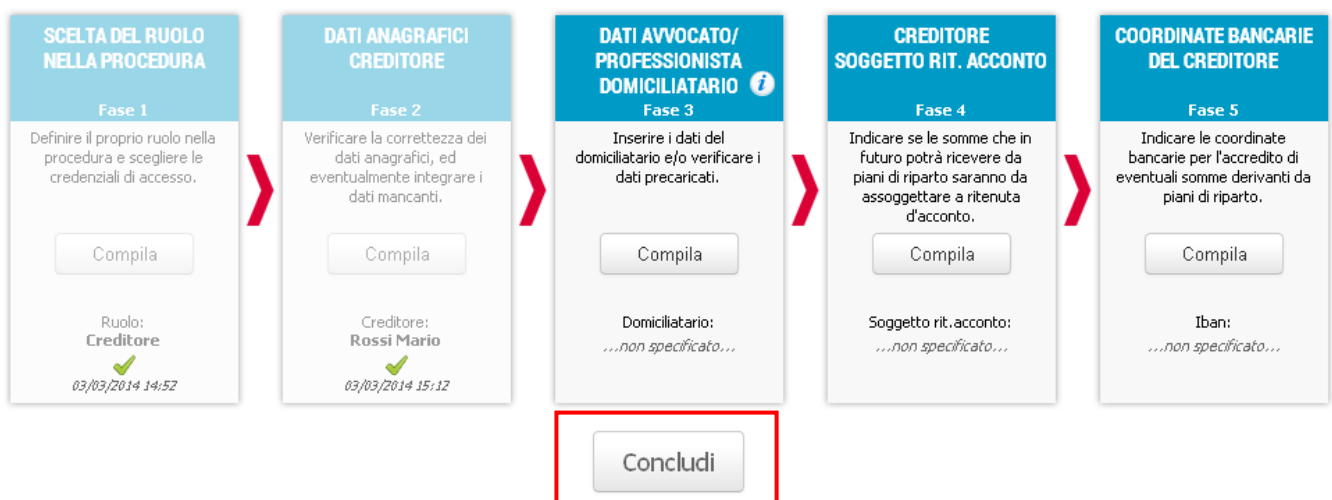 SCELTA DEL RUOLO
NELLA PROCEDURA
Fase 1
Definire il proprio ruolo nella
procedura e scegliere le
credenziali di accesso.
Compila
Ruolo:
Creditore
03/03/2014 14:52
DATI ANAGRAFICI
CREDITORE
Fase 2
Verificare la correttezza dei
dati anagrafici, ed
eventualmente integrare i
dati mancanti.
Compila
Creditore:
Rossi Mario
03/03/2014 15:12
DATI AVVOCATO/
PROFESSIONISTA
DOMICILIATARIO i
Fase 3
Inserire i dati del
domiciliatario e/o verificare i
dati precaricati.
Compila
Domiciliatario:
...non specificato...
CREDITORE
SOGGETTO RIT. ACCONTO
Fase 4
Indicare se le somme che in
futuro potrà ricevere da
piani di riparto saranno da
assoggettare a ritenuta
d'acconto.
Compila
Soggetto rit.acconto:
...non specificato...
COORDINATE BANCARIE
DEL CREDITORE
Fase 5
Indicare le coordinate
bancarie per l'accredito di
eventuali somme derivanti da
piani di riparto.
Compila
Iban:
...non specificato...
Concludi